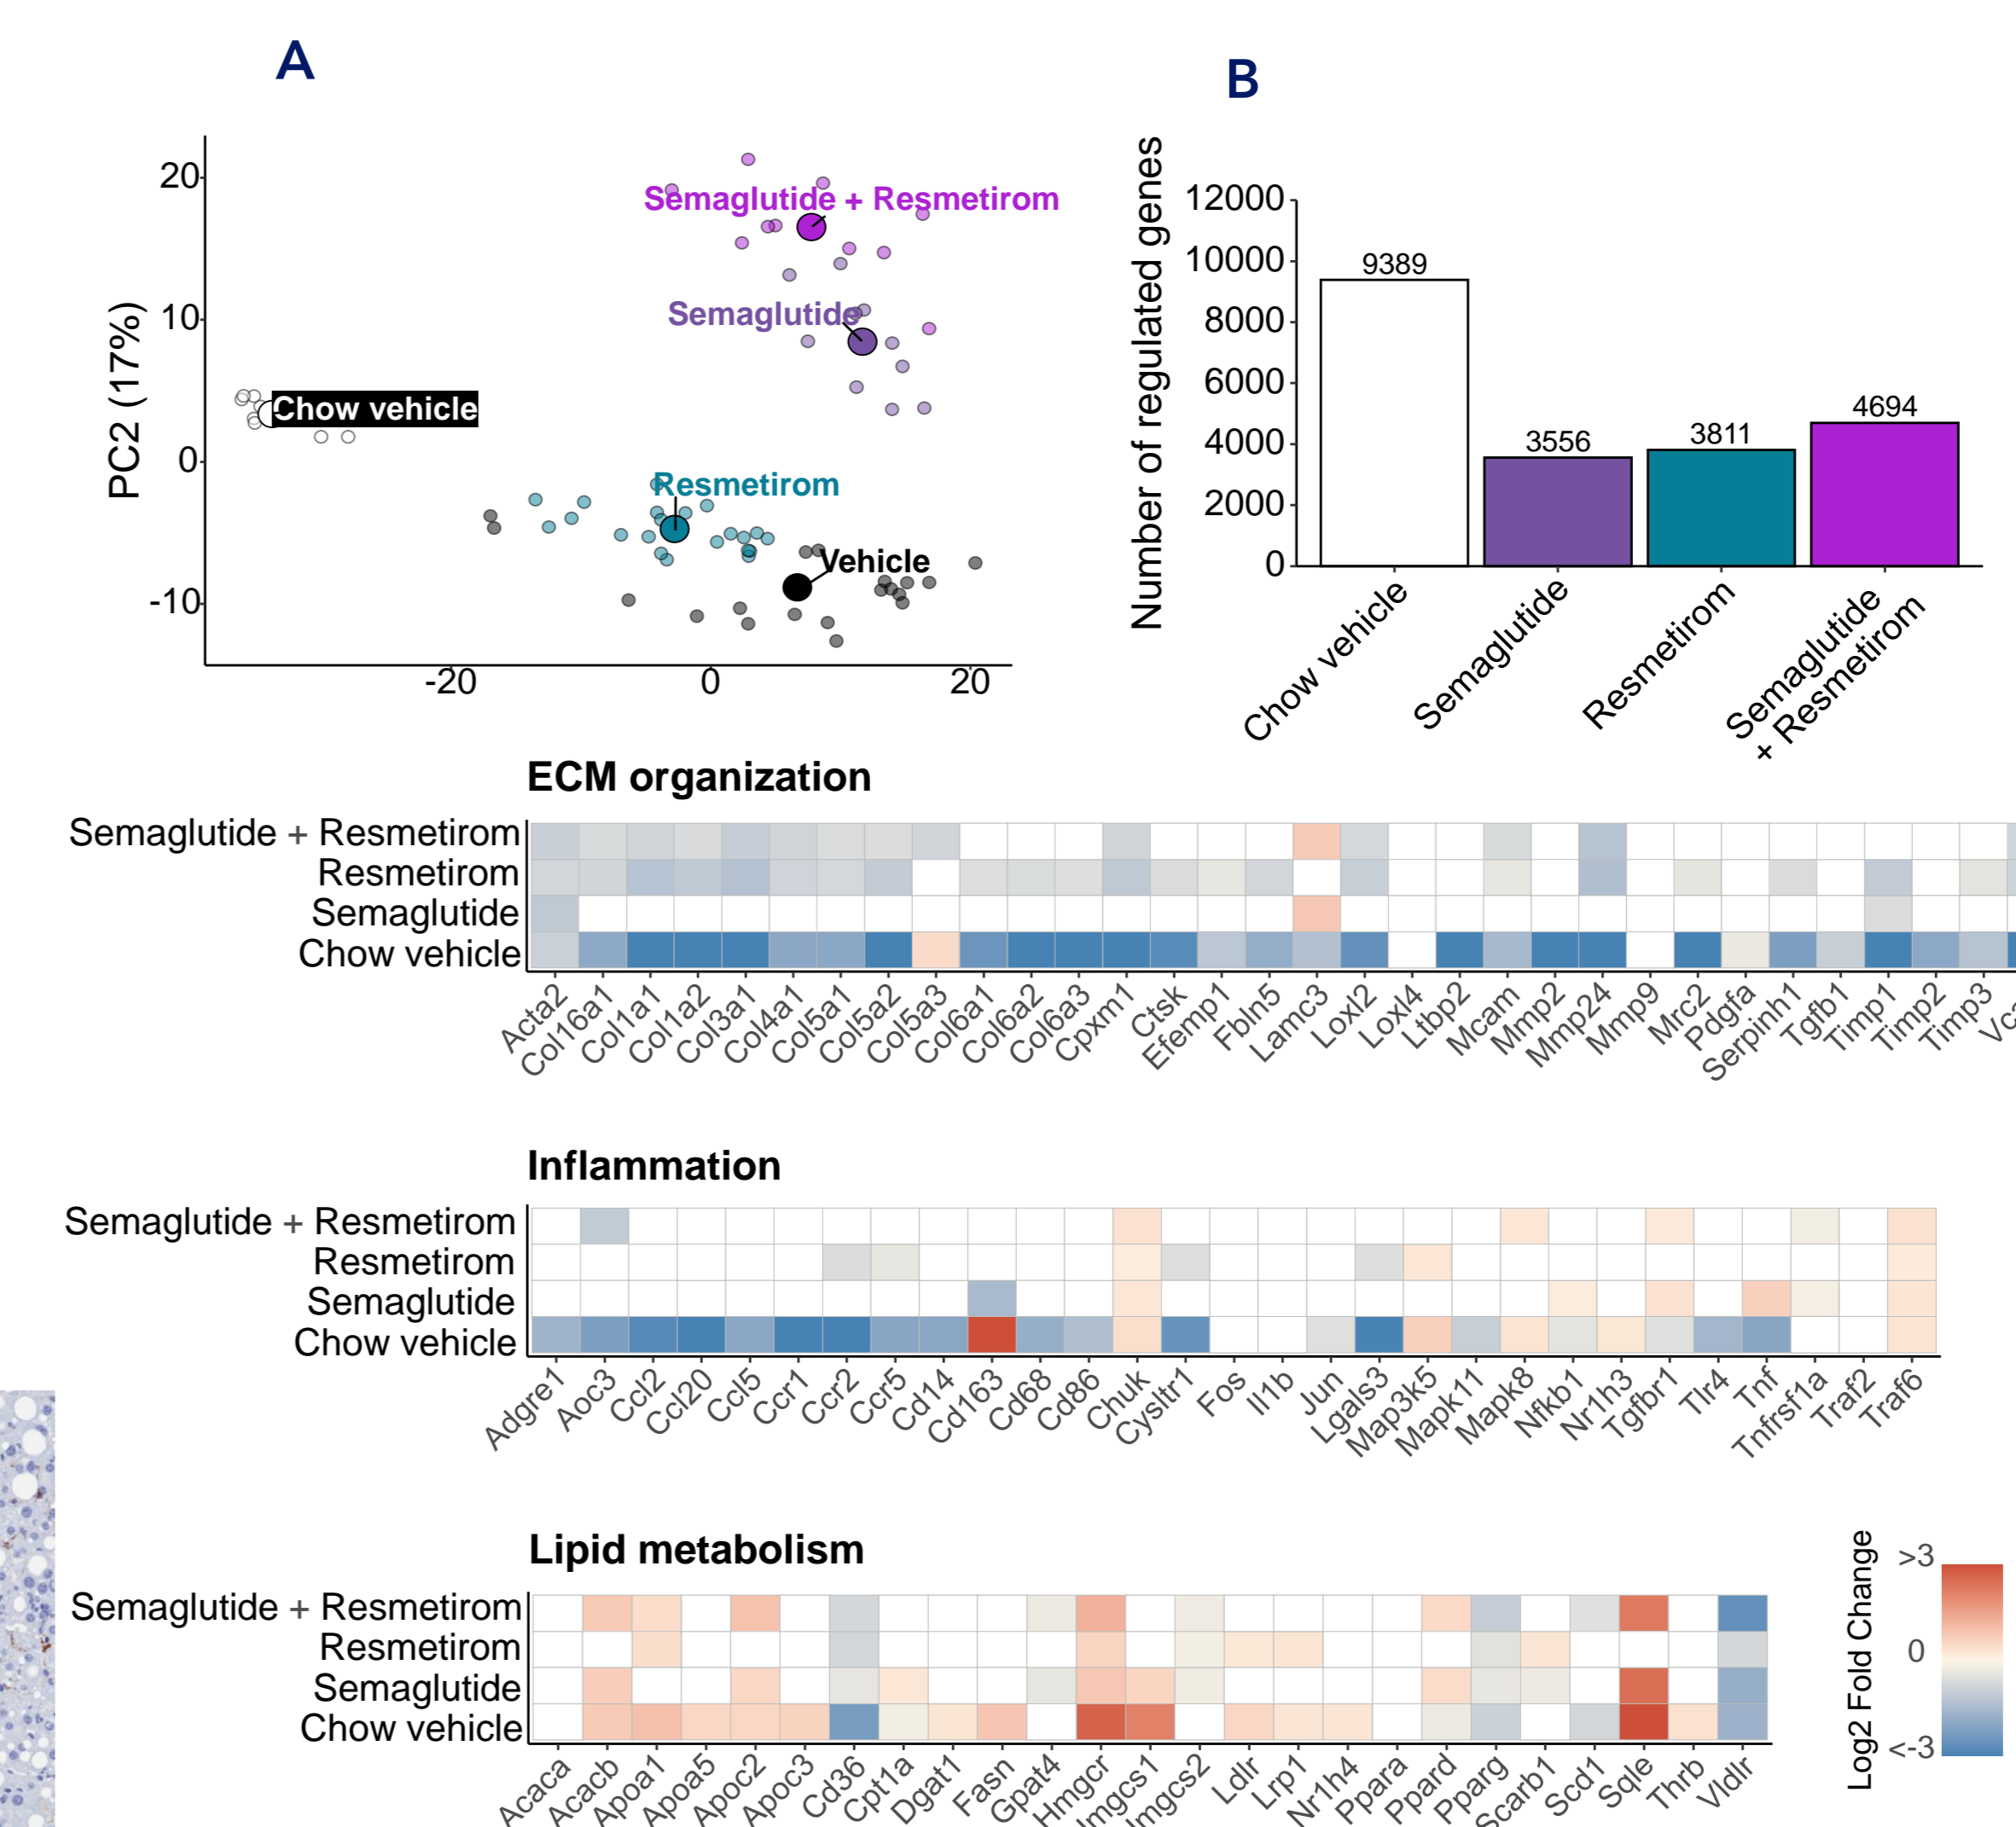 A
B
PC2 (17%)
20
10
0
-10
-20
0
20
Semaglutide + Resmetirom
Semaglutide
Chow vehicle
Resmetirom
Vehicle
Number of regulated genes
12000
10000
8000
6000
4000
2000
0
9389
3556
3811
4694
Chow vehicle
Semaglutide
Resmetirom
Semaglutide
+ Resmetirom
ECM organization
Semaglutide + Resmetirom
Resmetirom
Semaglutide
Chow vehicle
Acta2
Col16a1
Col1a1
Col1a2
Col3a1
Col4a1
Col5a1
Col5a2
Col5a3
Col6a1
Col6a2
Col6a3
Cpxm1
Ctsk
Efemp1
Fbln5
Lamc3
Loxl2
Loxl4
Ltbp2
Mcam
Mmp2
Mmp24
Mmp9
Mrc2
Pdgfa
Serpinh1
Tgfb1
Timp1
Timp2
Timp3
Inflammation
Semaglutide + Resmetirom
Resmetirom
Semaglutide
Chow vehicle
Adgre1
Aoc3
Ccl2
Ccl20
Ccl5
Ccr1
Ccr2
Ccr5
Cd14
Cd163
Cd68
Cd86
Chuk
Cysltr1
Fos
Il1b
Jun
Lgals3
Map3k5
Mapk11
Mapk8
Nfkb1
Nr1h3
Tgfbr1
Tlr4
Tnf
Tnfrsf1a
Traf2
Traf6
Lipid metabolism
Semaglutide + Resmetirom
Resmetirom
Semaglutide
Chow vehicle
Acaca
Acacb
Apoa1
Apoa5
Apoc2
Apoc3
Cd36
Cpt1a
Dgat1
Fasn
Gpat4
Hmgcr
Ldlr
Lrp1
Nr1h4
Ppara
Ppard
Pparg
Scarb1
Scd1
Sqle
Thrb
Vldlr
Log2 Fold Change
>3
0
<-3